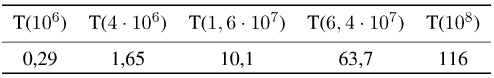 T(10⁶) T(4 · 10⁶) T(1, 6 · 10⁷) T(6, 4 · 10⁷) T(10⁸)
0,29 1,65 10,1 63,7 116